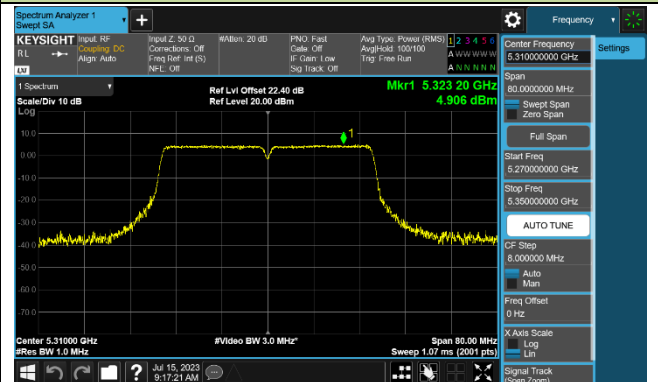 Spectrum Analyzer 1
Swept SA
Frequency
KEYSIGHT
RL
Input: RF
Coupling: DC
Align: Auto
Input Z: 50 Ω
Corrections: Off
Freq Ref: Int (S)
NFE: Off
#Atten: 20 dB
PNO: Fast
Gate: Off
IF Gain: Low
Sig Track: Off
Avg Type: Power (RMS)
Avg|Hold: 100/100
Trig: Free Run
1 2 3 4 5 6
A W W W W W
A N N N N N
LXI
1 Spectrum
Scale/Div 10 dB
Log
Ref Lvl Offset 22.40 dB
Ref Level 20.00 dBm
Mkr1 5.323 20 GHz
4.906 dBm
1
10.0
0.00
-10.0
-20.0
-30.0
-40.0
-50.0
-60.0
-70.0
Center 5.31000 GHz
#Res BW 1.0 MHz
#Video BW 3.0 MHz*
Span 80.00 MHz
Sweep 1.07 ms (2001 pts)
Jul 15, 2023
9:17:21 AM
Center Frequency
5.310000000 GHz
Settings
Span
80.0000000 MHz
Swept Span
Zero Span
Full Span
Start Freq
5.270000000 GHz
Stop Freq
5.350000000 GHz
AUTO TUNE
CF Step
8.000000 MHz
Auto
Man
Freq Offset
0 Hz
X Axis Scale
Log
Lin
Signal Track
(Span Zoom)